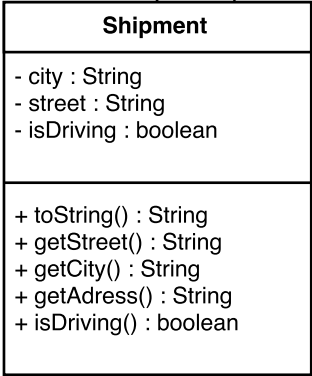 Shipment
- city : String
- street : String
- isDriving : boolean
+ toString() : String
+ getStreet() : String
+ getCity() : String
+ getAdress() : String
+ isDriving() : boolean